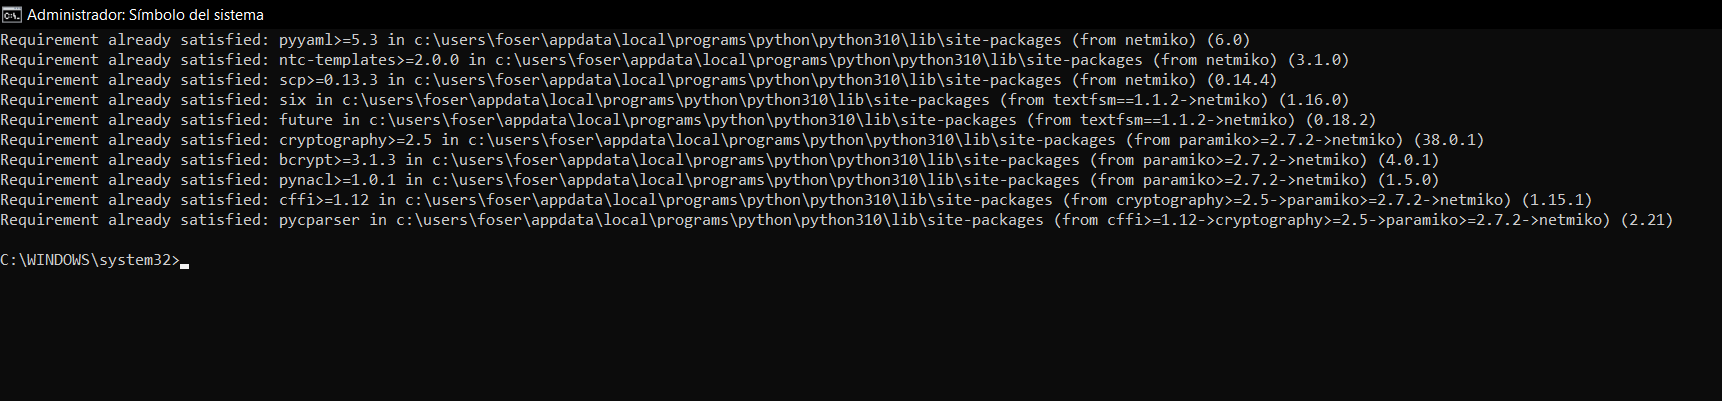 Administrador: Símbolo del sistema
Requirement already satisfied: pyyaml>=5.3 in c:\users\foser\appdata\local\programs\python\python310\lib\site-packages (from netmiko) (6.0)
Requirement already satisfied: ntc-templates>=2.0.0 in c:\users\foser\appdata\local\programs\python\python310\lib\site-packages (from netmiko) (3.1.0)
Requirement already satisfied: scp>=0.13.3 in c:\users\foser\appdata\local\programs\python\python310\lib\site-packages (from netmiko) (0.14.4)
Requirement already satisfied: six in c:\users\foser\appdata\local\programs\python\python310\lib\site-packages (from textfsm==1.1.2->netmiko) (1.16.0)
Requirement already satisfied: future in c:\users\foser\appdata\local\programs\python\python310\lib\site-packages (from textfsm==1.1.2->netmiko) (0.18.2)
Requirement already satisfied: cryptography>=2.5 in c:\users\foser\appdata\local\programs\python\python310\lib\site-packages (from paramiko>=2.7.2->netmiko) (38.0.1)
Requirement already satisfied: bcrypt>=3.1.3 in c:\users\foser\appdata\local\programs\python\python310\lib\site-packages (from paramiko>=2.7.2->netmiko) (4.0.1)
Requirement already satisfied: pynacl>=1.0.1 in c:\users\foser\appdata\local\programs\python\python310\lib\site-packages (from paramiko>=2.7.2->netmiko) (1.5.0)
Requirement already satisfied: cffi>=1.12 in c:\users\foser\appdata\local\programs\python\python310\lib\site-packages (from cryptography>=2.5->paramiko>=2.7.2->netmiko) (1.15.1)
Requirement already satisfied: pycparser in c:\users\foser\appdata\local\programs\python\python310\lib\site-packages (from cffi>=1.12->cryptography>=2.5->paramiko>=2.7.2->netmiko) (2.21)
C:\WINDOWS\system32>